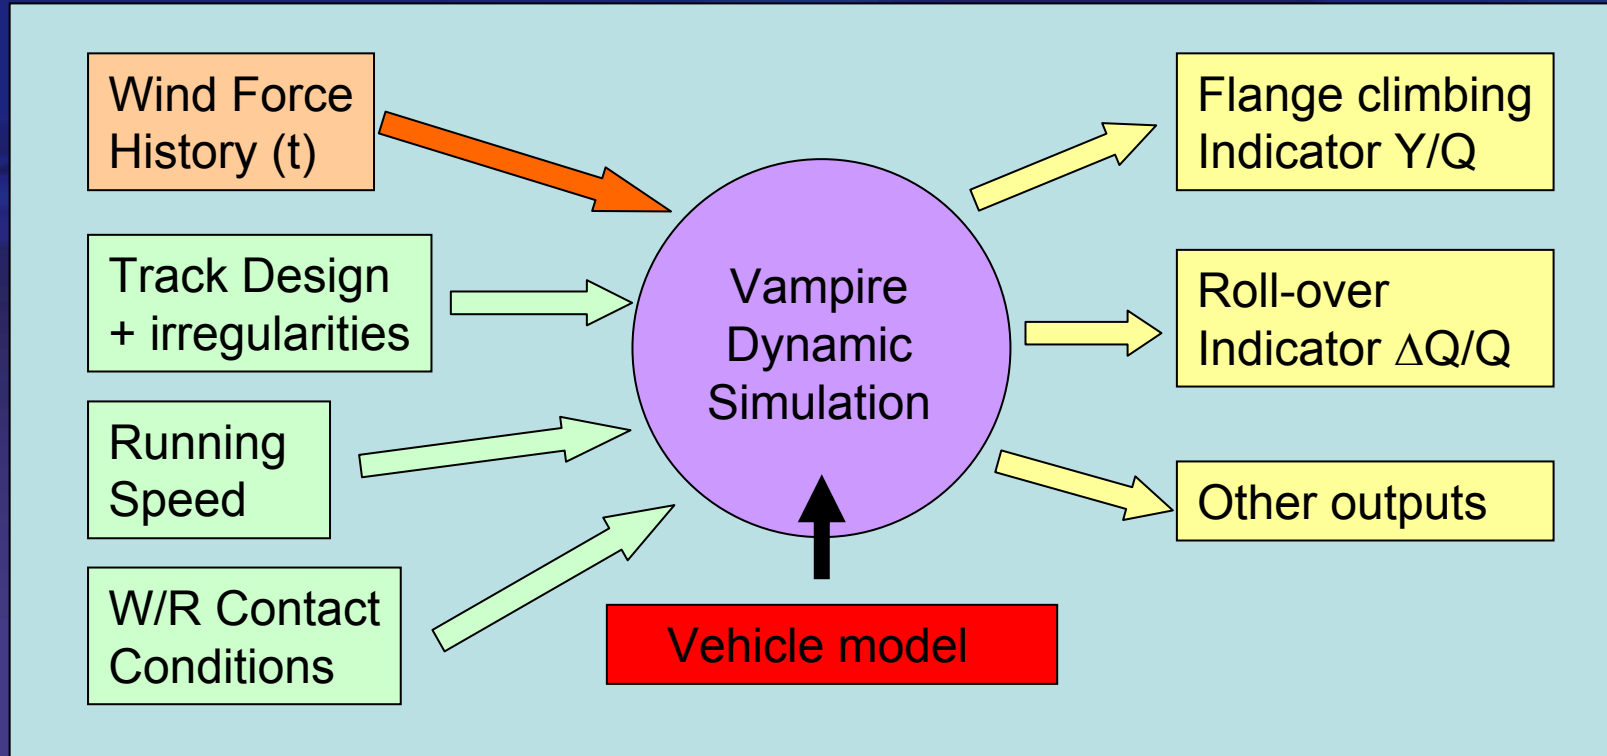 Wind Force
History (t)
Track Design
+ irregularities
Running
Speed
W/R Contact
Conditions
Vampire
Dynamic
Simulation
Vehicle model
Flange climbing
Indicator Y/Q
Roll-over
Indicator ΔQ/Q
Other outputs